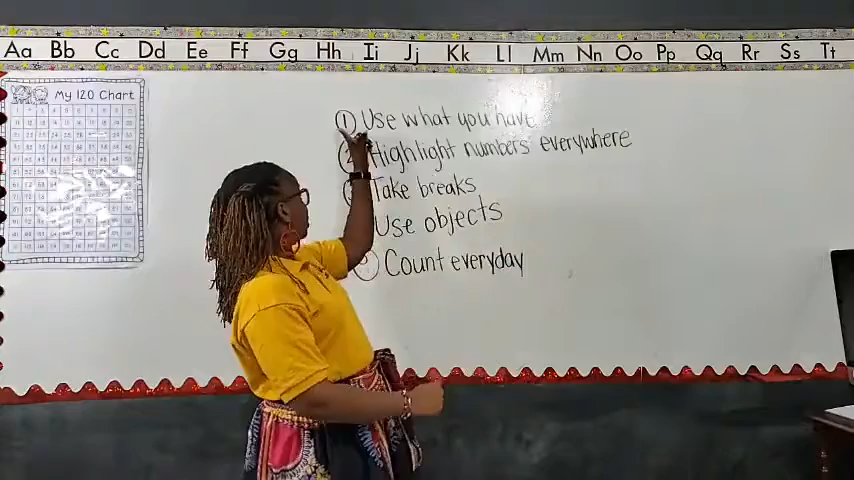 Aa Bb Cc Dd Ee Ff Gg Hh Ii Jj Kk Ll Mm Nn Oo Pp Qq Rr Ss Tt
My 120 Chart
1 Use what you have
Highlight numbers everywhere
Take breaks
Use objects
Count everyday